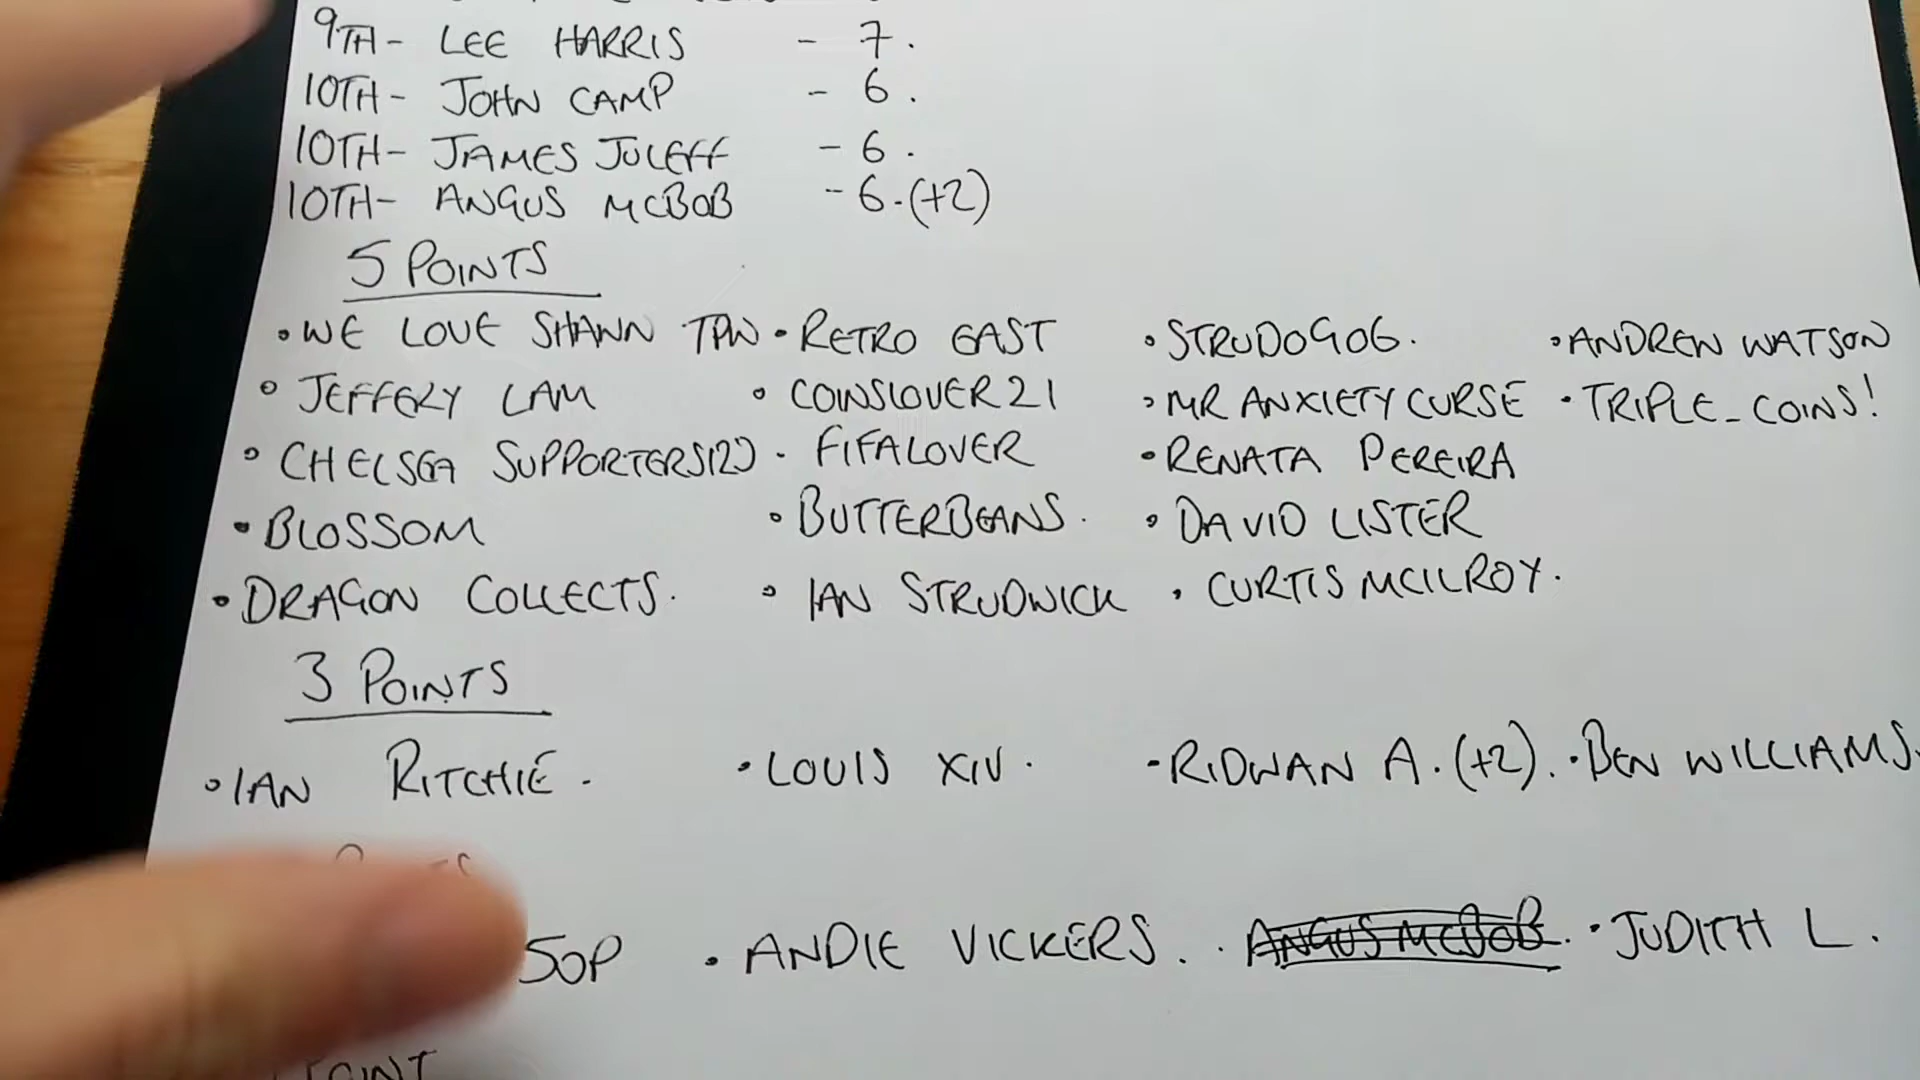 9TH- LEE HARRIS - 7.
10TH- JOHN CAMP - 6.
10TH- JAMES JULEFF - 6.
10TH- ANGUS MCBOB - 6.(+2)
5 POINTS
•WE LOVE SHAWN TPW •RETRO EAST •STRUDOGOG. •ANDREW WATSON
•JEFFERY LAM •COINSLOVER21 •MR ANXIETY CURSE •TRIPLE_COINS!
•CHELSEA SUPPORTERS(2) •FIFALOVER •RENATA PEREIRA
•BLOSSOM •BUTTERBEANS. •DAVID LISTER
•DRAGON COLLECTS. •IAN STRUDWICK •CURTIS MCILROY.
3 POINTS
•IAN RITCHIE. •LOUIS XIV. •RIDWAN A.(+2). •BEN WILLIAMS.
50P •ANDIE VICKERS. •ANGUS MCBOB. •JUDITH L.
POINT